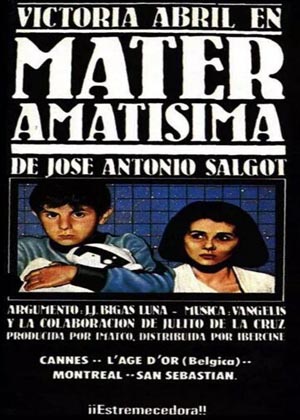 VICTORIA ABRIL EN
MATER
AMATISIMA
DE JOSE ANTONIO SALGOT
ARGUMENTO: J.J. BIGAS LUNA - MUSICA: VANGELIS
Y LA COLABORACION DE JULITO DE LA CRUZ
PRODUCIDA POR IMATCO, DISTRIBUIDA POR IBERCINE
CANNES -- L'AGE D'OR (Belgica) --
MONTREAL -- SAN SEBASTIAN.
¡¡Estremecedora!!